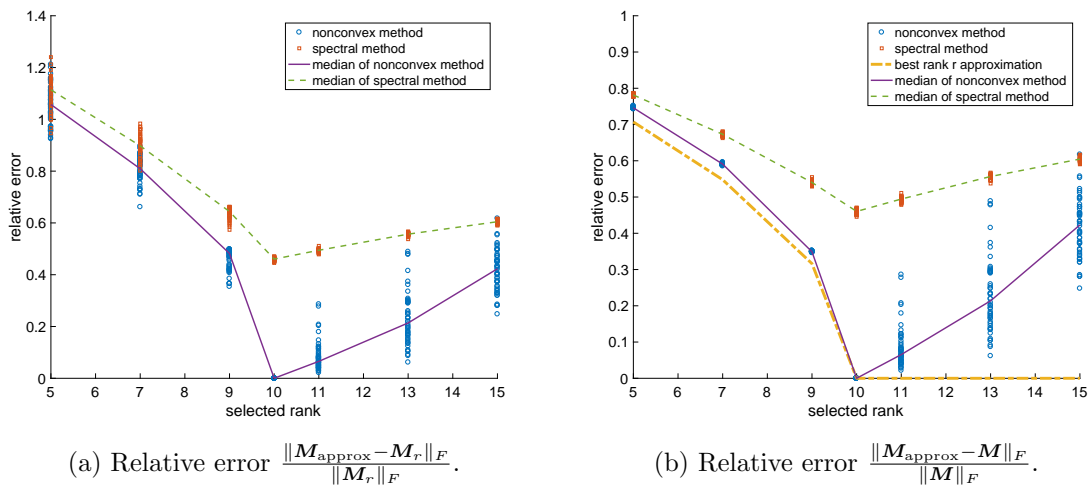 1.4
1.2
1
0.8
0.6
0.4
0.2
0
relative error
5 6 7 8 9 10 11 12 13 14 15
selected rank
nonconvex method
spectral method
median of nonconvex method
median of spectral method
(a) Relative error ‖M_approx−M_r‖_F / ‖M_r‖_F.
1
0.9
0.8
0.7
0.6
0.5
0.4
0.3
0.2
0.1
0
relative error
5 6 7 8 9 10 11 12 13 14 15
selected rank
nonconvex method
spectral method
best rank r approximation
median of nonconvex method
median of spectral method
(b) Relative error ‖M_approx−M‖_F / ‖M‖_F.